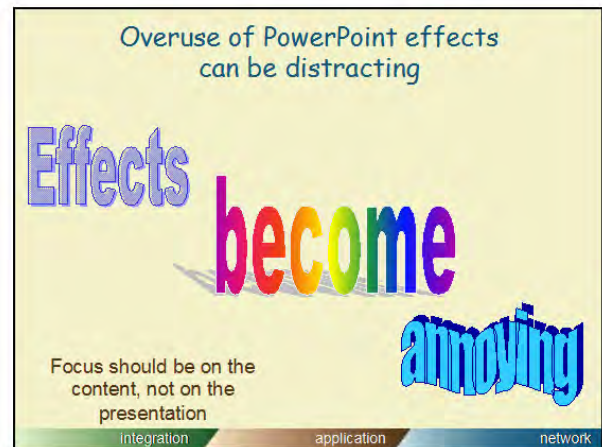 Overuse of PowerPoint effects
can be distracting
Effects
become
annoying
Focus should be on the
content, not on the
presentation
integration
application
network